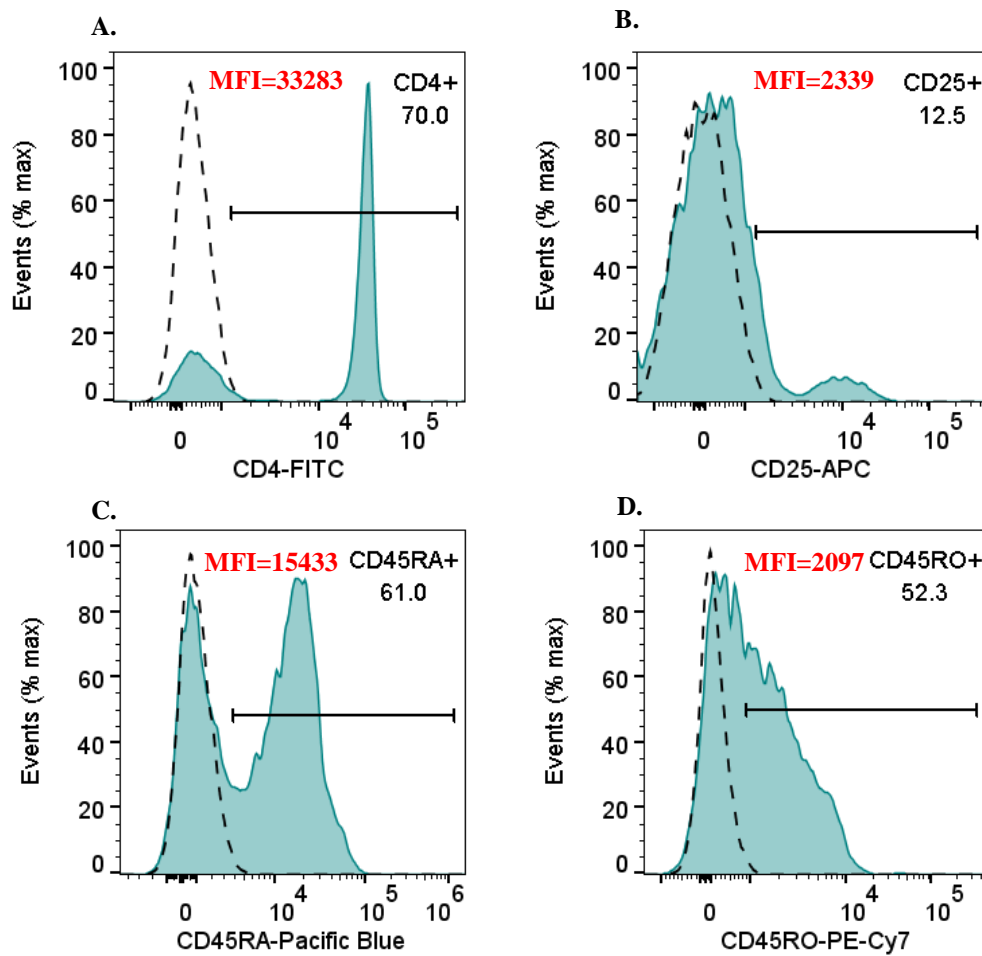 A.
MFI=33283
CD4+
70.0
Events (% max)
100
80
60
40
20
0
0
10^4
10^5
CD4-FITC
B.
MFI=2339
CD25+
12.5
Events (% max)
100
80
60
40
20
0
0
10^4
10^5
CD25-APC
C.
MFI=15433
CD45RA+
61.0
Events (% max)
100
80
60
40
20
0
0
10^4
10^5
10^6
CD45RA-Pacific Blue
D.
MFI=2097
CD45RO+
52.3
Events (% max)
100
80
60
40
20
0
0
10^4
10^5
CD45RO-PE-Cy7